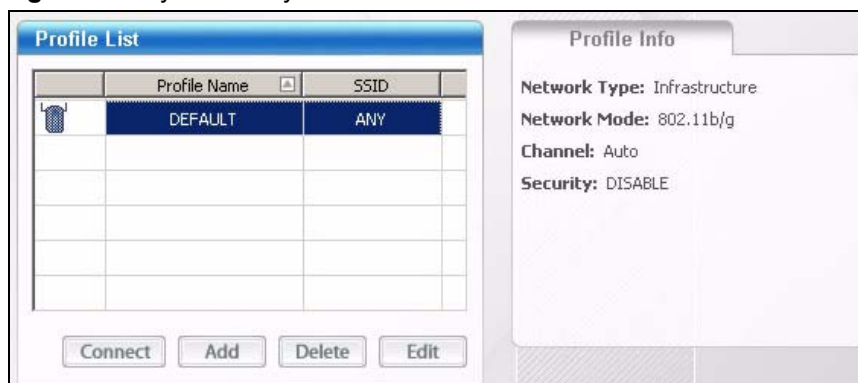 Profile List
Profile Name SSID
DEFAULT ANY
Connect Add Delete Edit
Profile Info
Network Type: Infrastructure
Network Mode: 802.11b/g
Channel: Auto
Security: DISABLE